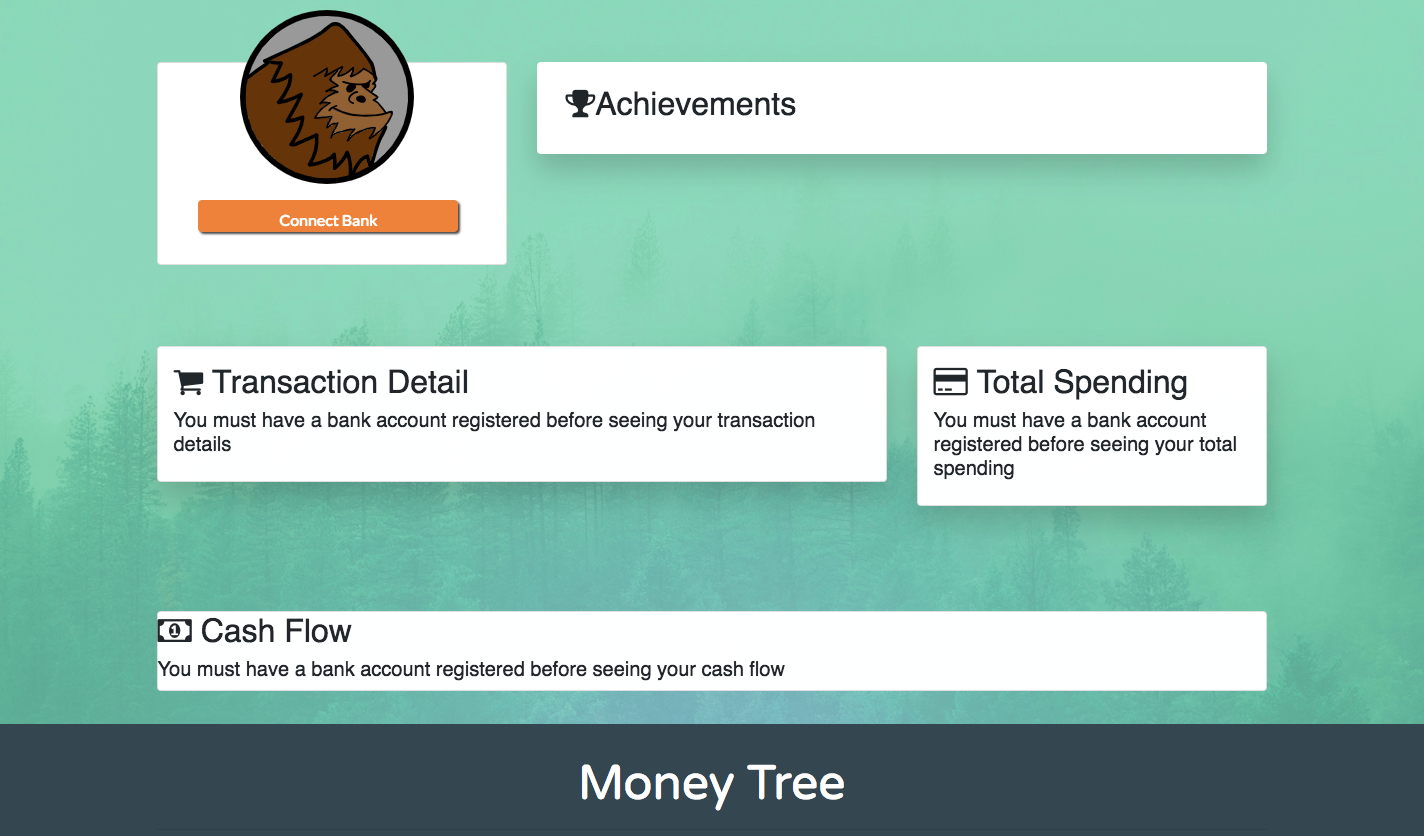 Achievements
Connect Bank
Transaction Detail
You must have a bank account registered before seeing your transaction
details
Total Spending
You must have a bank account
registered before seeing your total
spending
Cash Flow
You must have a bank account registered before seeing your cash flow
Money Tree